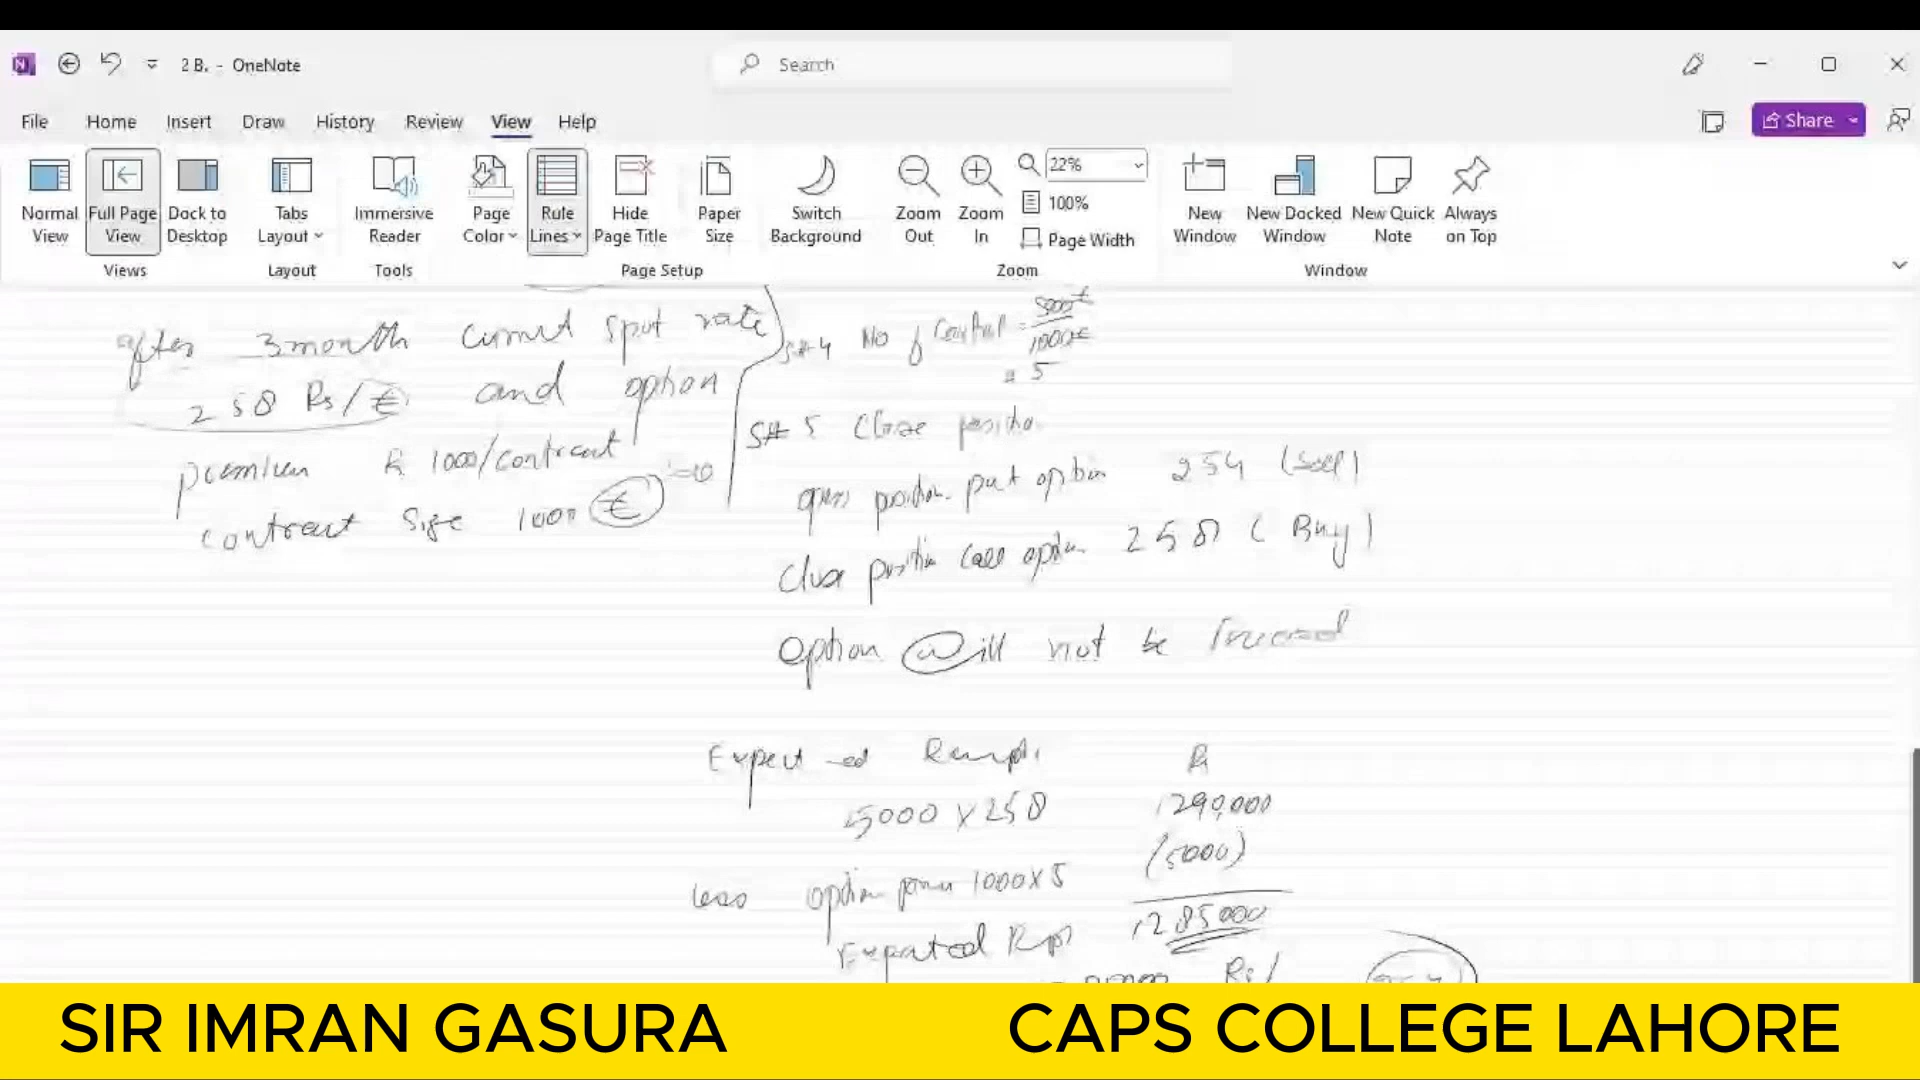 2 B. - OneNote
Search
File Home Insert Draw History Review View Help
Share
Normal View
Full Page View
Dock to Desktop
Tabs Layout
Immersive Reader
Page Color
Rule Lines
Hide Page Title
Paper Size
Switch Background
Zoom Out
Zoom In
22%
100%
Page Width
New Window
New Docked Window
New Quick Note
Always on Top
Views Layout Tools Page Setup Zoom Window
after 3 month current spot rate
258 Rs/€ and option
premium Rs 1000/contract
contract size 1000 €
S#4 No of Contract = 5000€
1000€
= 5
S# 5 Close position
open position put option 254 (Sell)
close position call option 258 (Buy)
option will not be
Expected Receipt Rs
5000 x 258 1290,000
Less option premium 1000 x 5 (5000)
Expected Receipt 1285000
Rs/
SIR IMRAN GASURA CAPS COLLEGE LAHORE